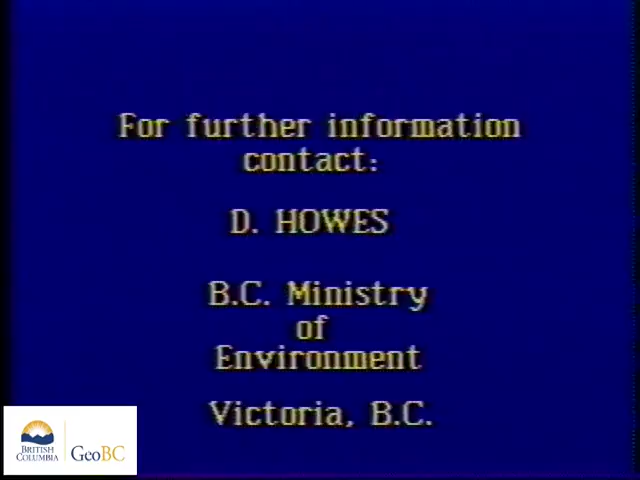 For further information
contact:
D. HOWES
B.C. Ministry
of
Environment
Victoria, B.C.
BRITISH
COLUMBIA
GeoBC